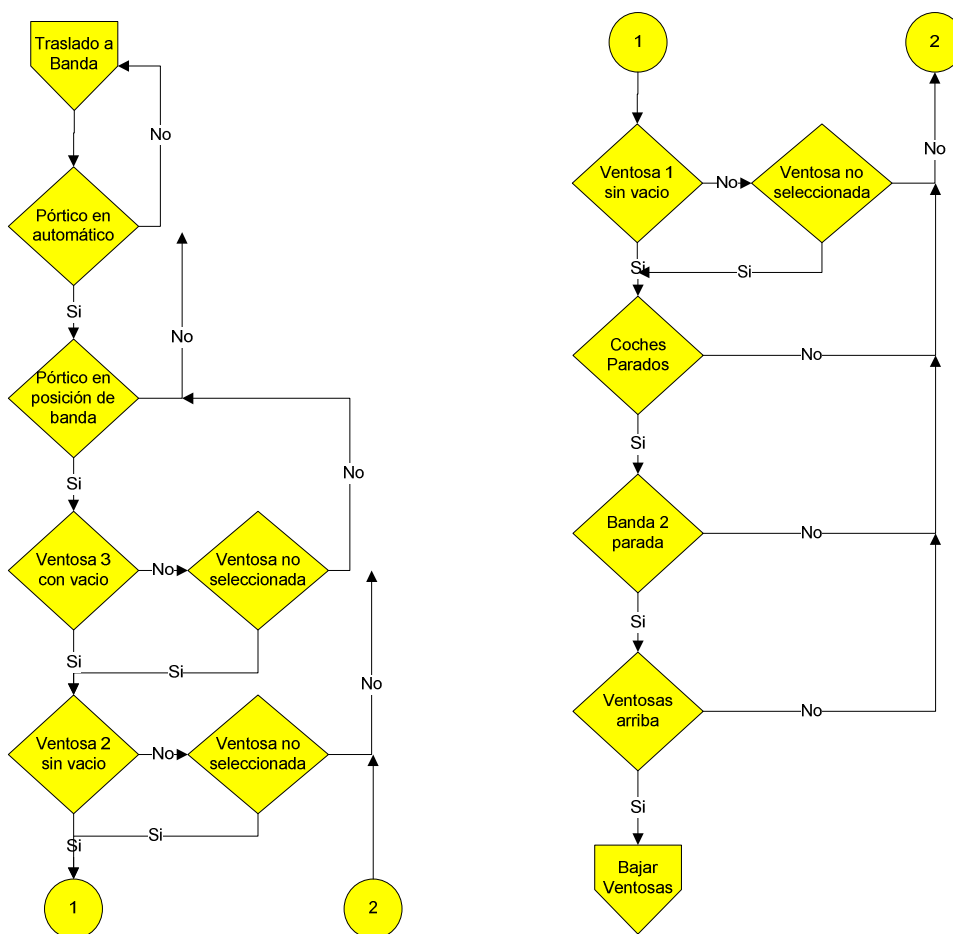 Traslado a
Banda
No
Pórtico en
automático
Si
No
Pórtico en
posición de
banda
Si
No
Ventosa 3
con vacio
No
Ventosa no
seleccionada
Si
Si
No
Ventosa 2
sin vacio
No
Ventosa no
seleccionada
Si
Si
1
2
1
2
No
Ventosa 1
sin vacio
No
Ventosa no
seleccionada
Si
Si
Coches
Parados
No
Si
Banda 2
parada
No
Si
Ventosas
arriba
No
Si
Bajar
Ventosas